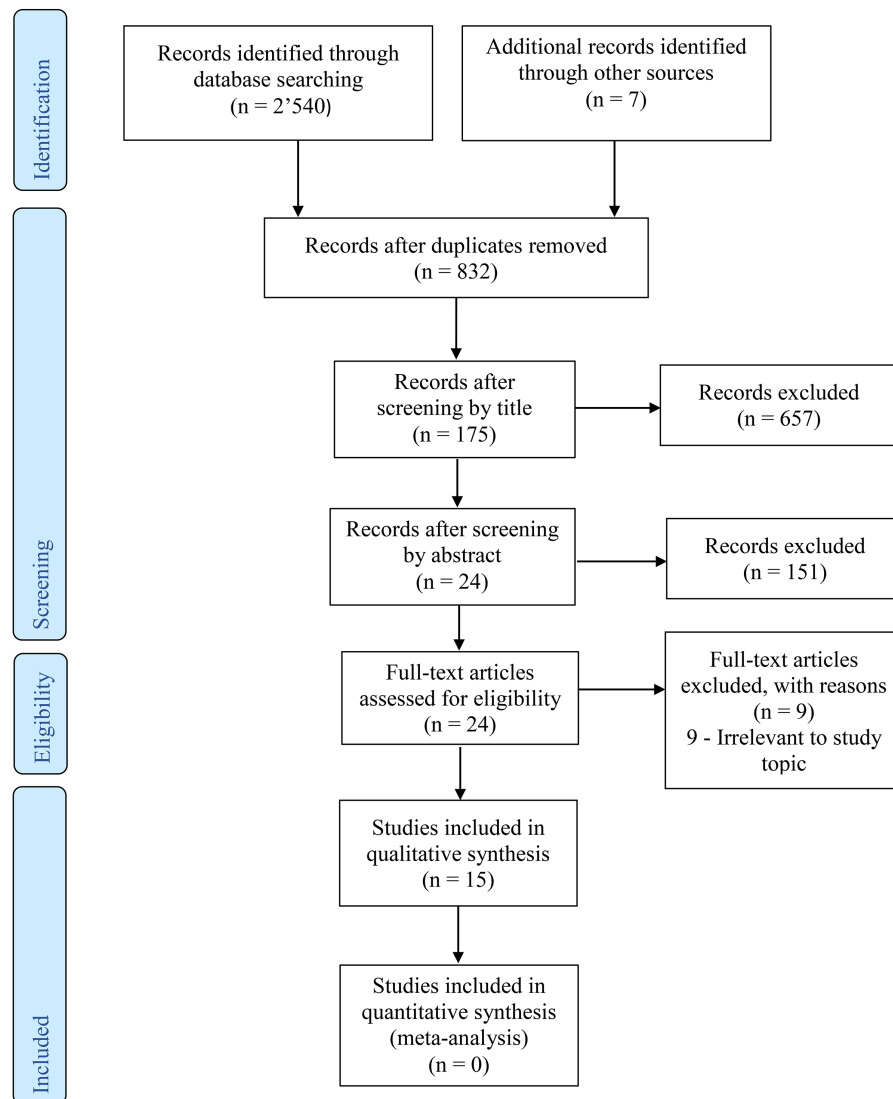 Identification
Records identified through
database searching
(n = 2’540)
Additional records identified
through other sources
(n = 7)
Screening
Records after duplicates removed
(n = 832)
Records after
screening by title
(n = 175)
Records excluded
(n = 657)
Records after screening
by abstract
(n = 24)
Records excluded
(n = 151)
Eligibility
Full-text articles
assessed for eligibility
(n = 24)
Full-text articles
excluded, with reasons
(n = 9)
9 - Irrelevant to study
topic
Included
Studies included in
qualitative synthesis
(n = 15)
Studies included in
quantitative synthesis
(meta-analysis)
(n = 0)